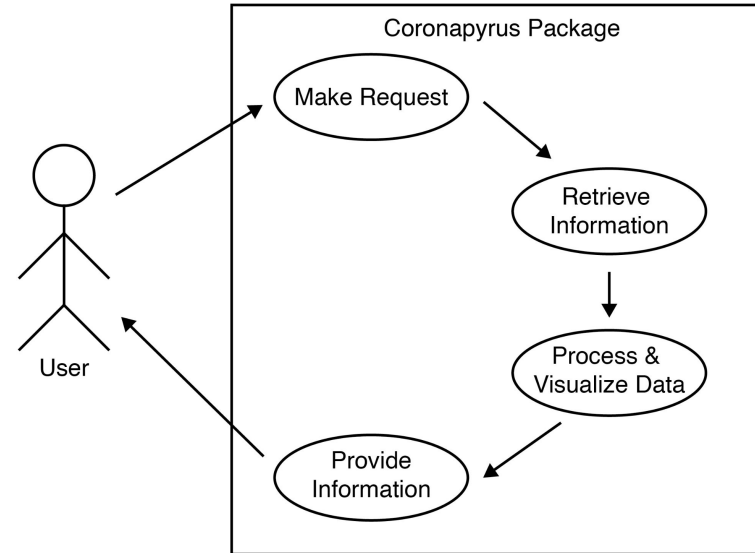 Coronapyrus Package
Make Request
Retrieve
Information
Process &
Visualize Data
User
Provide
Information